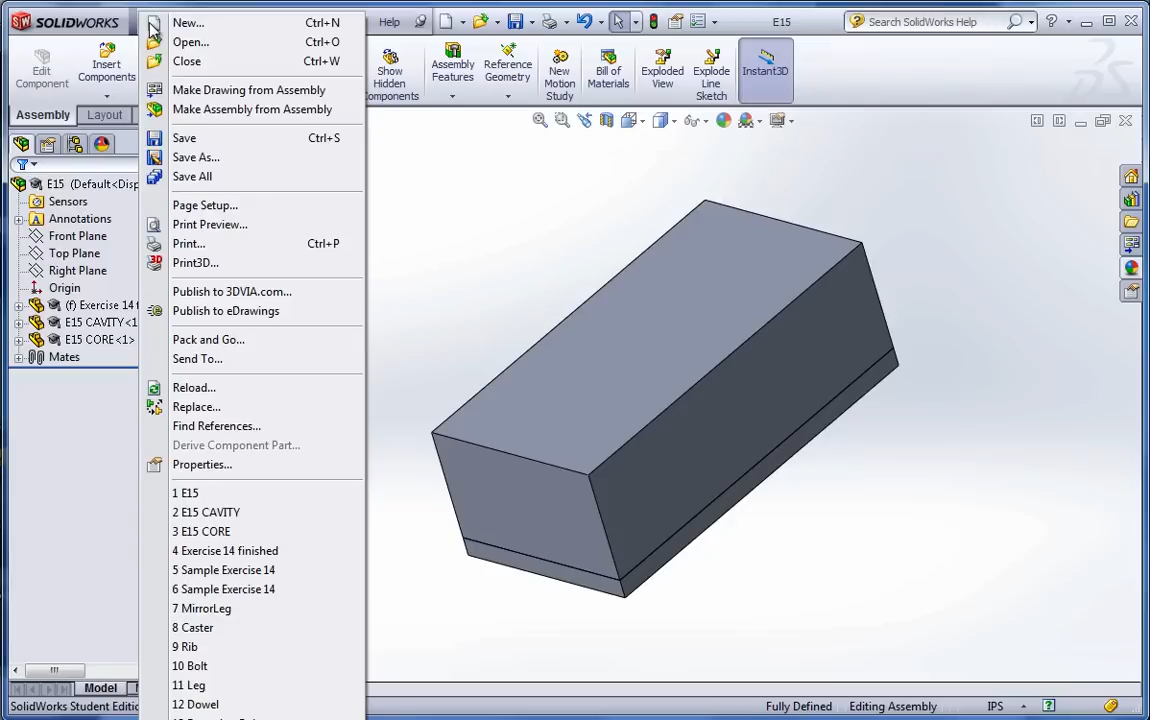 SOLIDWORKS
Help
E15
Search SolidWorks Help
Edit Component
Insert Components
Show Hidden Components
Assembly Features
Reference Geometry
New Motion Study
Bill of Materials
Exploded View
Explode Line Sketch
Instant3D
Assembly
Layout
E15 (Default<Disp
Sensors
Annotations
Front Plane
Top Plane
Right Plane
Origin
(f) Exercise 14 f
E15 CAVITY<1
E15 CORE<1>
Mates
New... Ctrl+N
Open... Ctrl+O
Close Ctrl+W
Make Drawing from Assembly
Make Assembly from Assembly
Save Ctrl+S
Save As...
Save All
Page Setup...
Print Preview...
Print... Ctrl+P
Print3D...
Publish to 3DVIA.com...
Publish to eDrawings
Pack and Go...
Send To...
Reload...
Replace...
Find References...
Derive Component Part...
Properties...
1 E15
2 E15 CAVITY
3 E15 CORE
4 Exercise 14 finished
5 Sample Exercise 14
6 Sample Exercise 14
7 MirrorLeg
8 Caster
9 Rib
10 Bolt
11 Leg
12 Dowel
Model
SolidWorks Student Editio
Fully Defined
Editing Assembly
IPS